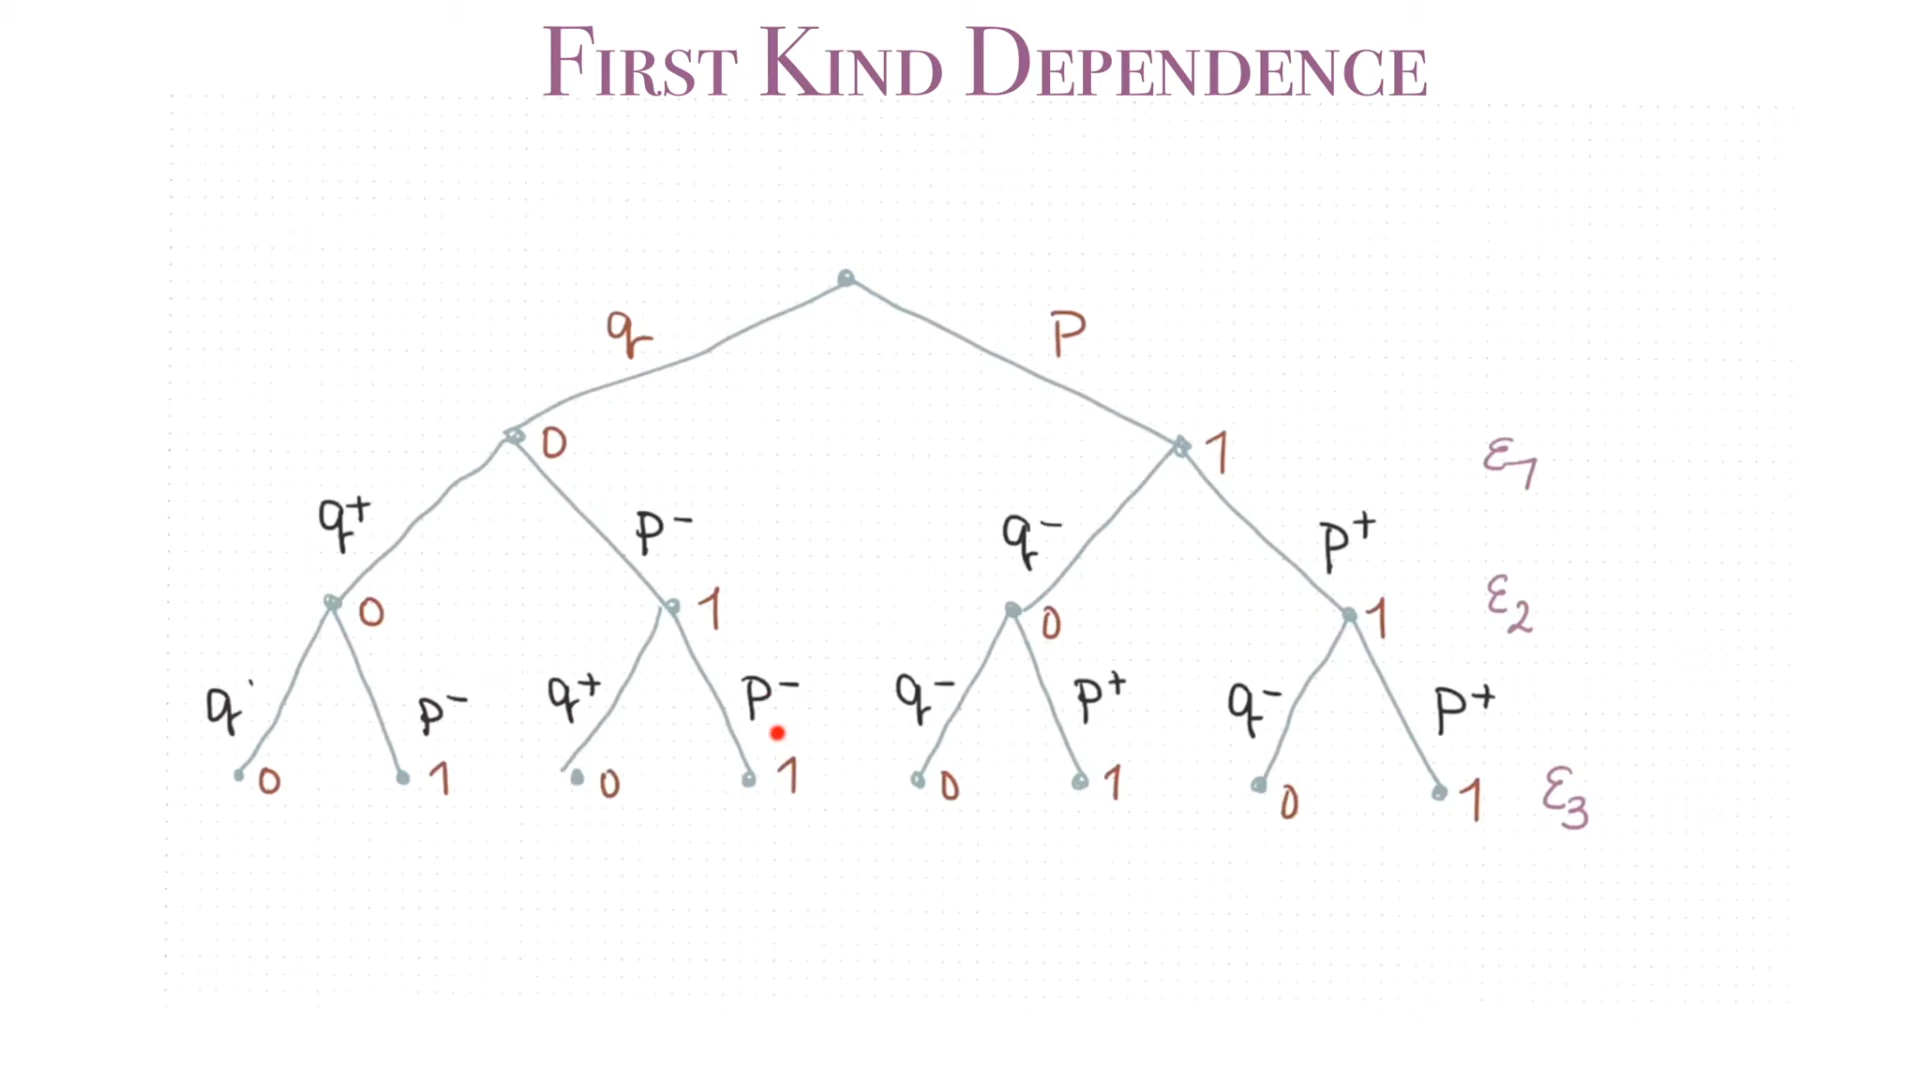 First Kind Dependence
q p
0 1 ε1
q+ p- q- p+
0 1 0 1 ε2
q p- q+ p- q- p+ q- p+
0 1 0 1 0 1 0 1 ε3